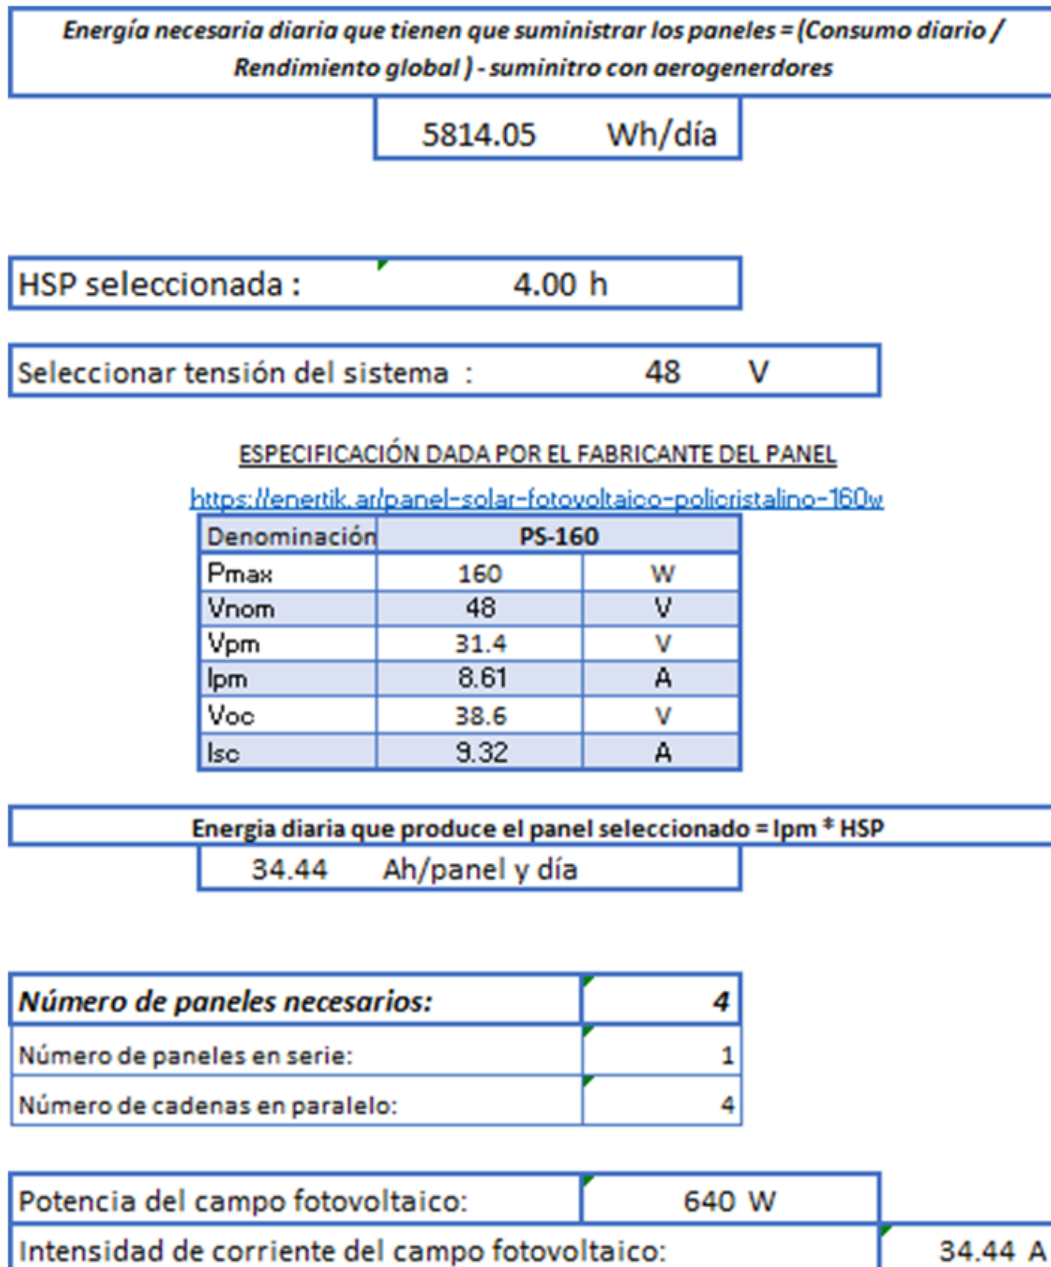 Energía necesaria diaria que tienen que suministrar los paneles = (Consumo diario /
Rendimiento global ) - suminitro con aerogenerdores
5814.05 Wh/día
HSP seleccionada : 4.00 h
Seleccionar tensión del sistema : 48 V
ESPECIFICACIÓN DADA POR EL FABRICANTE DEL PANEL
https://enertik.ar/panel-solar-fotovoltaico-policristalino-160w
Denominación PS-160
Pmax 160 W
Vnom 48 V
Vpm 31.4 V
Ipm 8.61 A
Voc 38.6 V
Isc 9.32 A
Energia diaria que produce el panel seleccionado = Ipm * HSP
34.44 Ah/panel y día
Número de paneles necesarios: 4
Número de paneles en serie: 1
Número de cadenas en paralelo: 4
Potencia del campo fotovoltaico: 640 W
Intensidad de corriente del campo fotovoltaico: 34.44 A